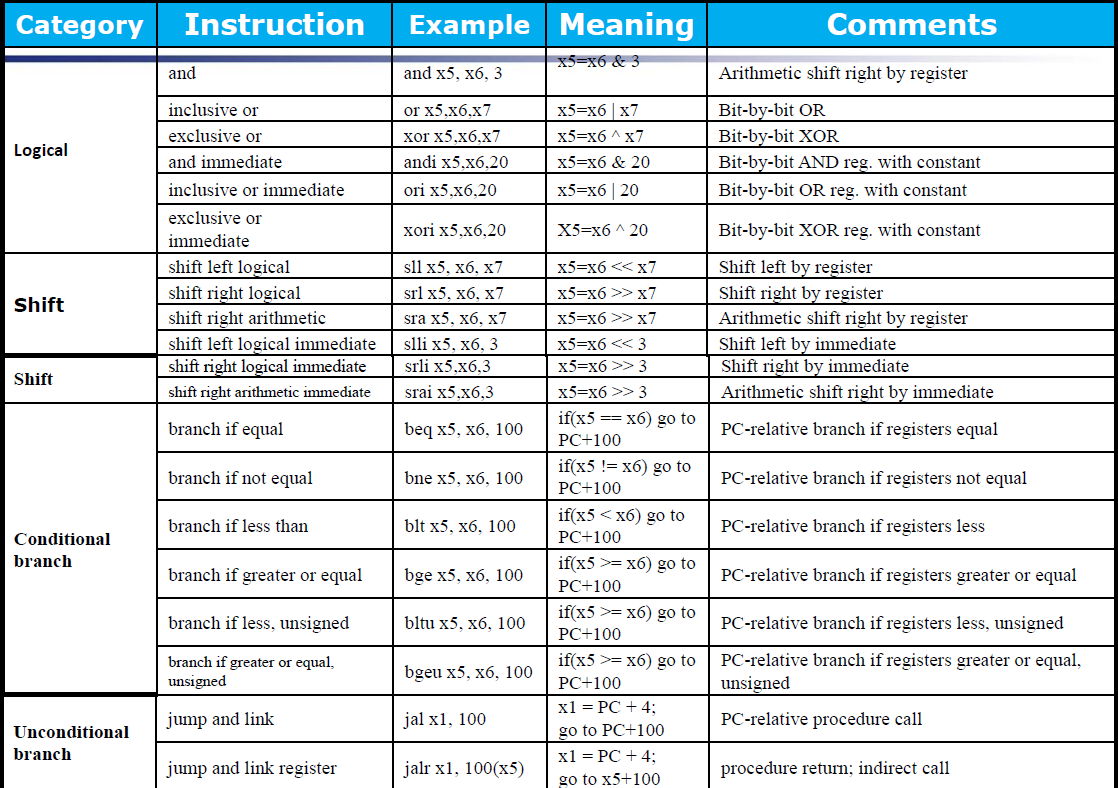 Category Instruction Example Meaning Comments
Logical
and and x5, x6, 3 x5=x6 & 3 Arithmetic shift right by register
inclusive or or x5,x6,x7 x5=x6 | x7 Bit-by-bit OR
exclusive or xor x5,x6,x7 x5=x6 ^ x7 Bit-by-bit XOR
and immediate andi x5,x6,20 x5=x6 & 20 Bit-by-bit AND reg. with constant
inclusive or immediate ori x5,x6,20 x5=x6 | 20 Bit-by-bit OR reg. with constant
exclusive or
immediate xori x5,x6,20 X5=x6 ^ 20 Bit-by-bit XOR reg. with constant
Shift
shift left logical sll x5, x6, x7 x5=x6 << x7 Shift left by register
shift right logical srl x5, x6, x7 x5=x6 >> x7 Shift right by register
shift right arithmetic sra x5, x6, x7 x5=x6 >> x7 Arithmetic shift right by register
shift left logical immediate slli x5, x6, 3 x5=x6 << 3 Shift left by immediate
Shift
shift right logical immediate srli x5,x6,3 x5=x6 >> 3 Shift right by immediate
shift right arithmetic immediate srai x5,x6,3 x5=x6 >> 3 Arithmetic shift right by immediate
Conditional
branch
branch if equal beq x5, x6, 100 if(x5 == x6) go to
PC+100 PC-relative branch if registers equal
branch if not equal bne x5, x6, 100 if(x5 != x6) go to
PC+100 PC-relative branch if registers not equal
branch if less than blt x5, x6, 100 if(x5 < x6) go to
PC+100 PC-relative branch if registers less
branch if greater or equal bge x5, x6, 100 if(x5 >= x6) go to
PC+100 PC-relative branch if registers greater or equal
branch if less, unsigned bltu x5, x6, 100 if(x5 >= x6) go to
PC+100 PC-relative branch if registers less, unsigned
branch if greater or equal,
unsigned bgeu x5, x6, 100 if(x5 >= x6) go to
PC+100 PC-relative branch if registers greater or equal,
unsigned
Unconditional
branch
jump and link jal x1, 100 x1 = PC + 4;
go to PC+100 PC-relative procedure call
jump and link register jalr x1, 100(x5) x1 = PC + 4;
go to x5+100 procedure return; indirect call